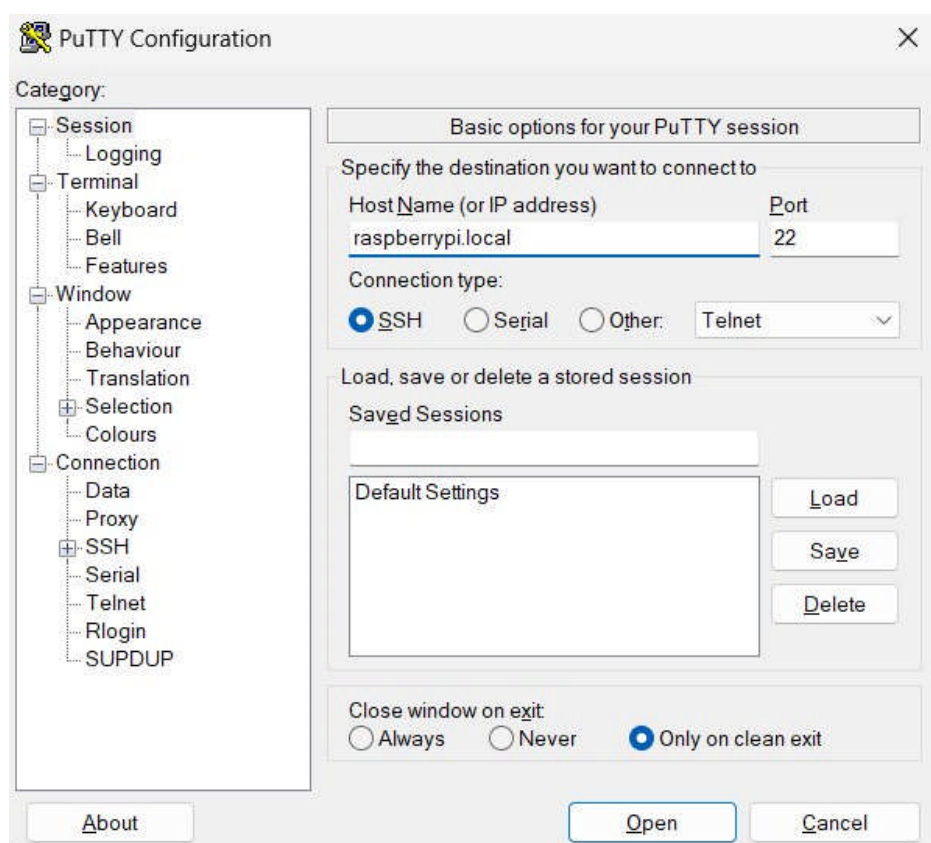 PuTTY Configuration
Category:
Session
Logging
Terminal
Keyboard
Bell
Features
Window
Appearance
Behaviour
Translation
Selection
Colours
Connection
Data
Proxy
SSH
Serial
Telnet
Rlogin
SUPDUP
Basic options for your PuTTY session
Specify the destination you want to connect to
Host Name (or IP address) Port
raspberrypi.local 22
Connection type:
SSH Serial Other: Telnet
Load, save or delete a stored session
Saved Sessions
Default Settings
Load
Save
Delete
Close window on exit:
Always Never Only on clean exit
About Open Cancel